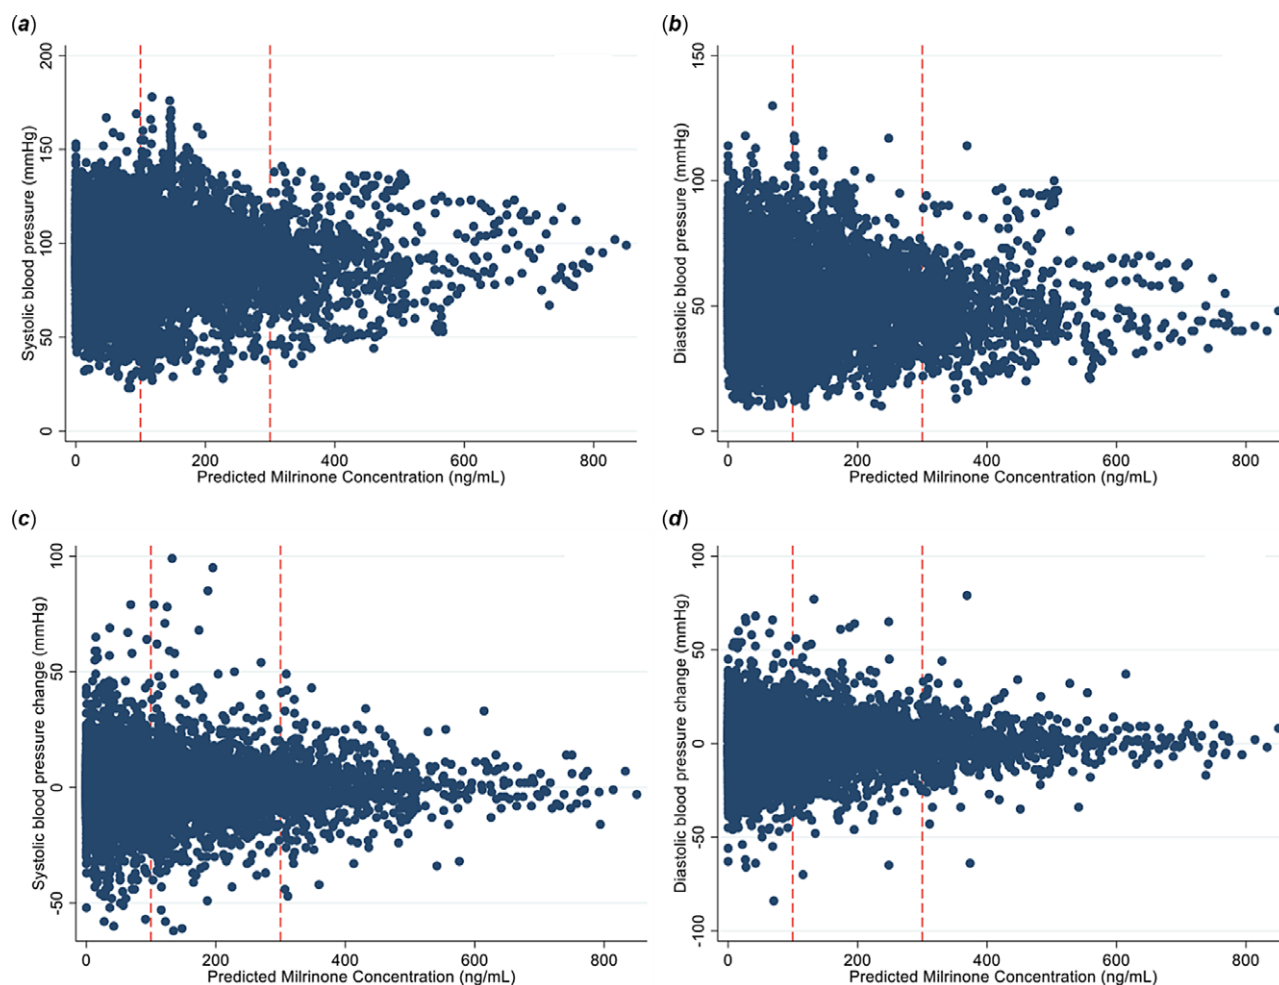 (a)
Systolic blood pressure (mmHg)
200
150
100
50
0
0 200 400 600 800
Predicted Milrinone Concentration (ng/mL)
(b)
Diastolic blood pressure (mmHg)
150
100
50
0
0 200 400 600 800
Predicted Milrinone Concentration (ng/mL)
(c)
Systolic blood pressure change (mmHg)
100
50
0
-50
0 200 400 600 800
Predicted Milrinone Concentration (ng/mL)
(d)
Diastolic blood pressure change (mmHg)
100
50
0
-50
-100
0 200 400 600 800
Predicted Milrinone Concentration (ng/mL)